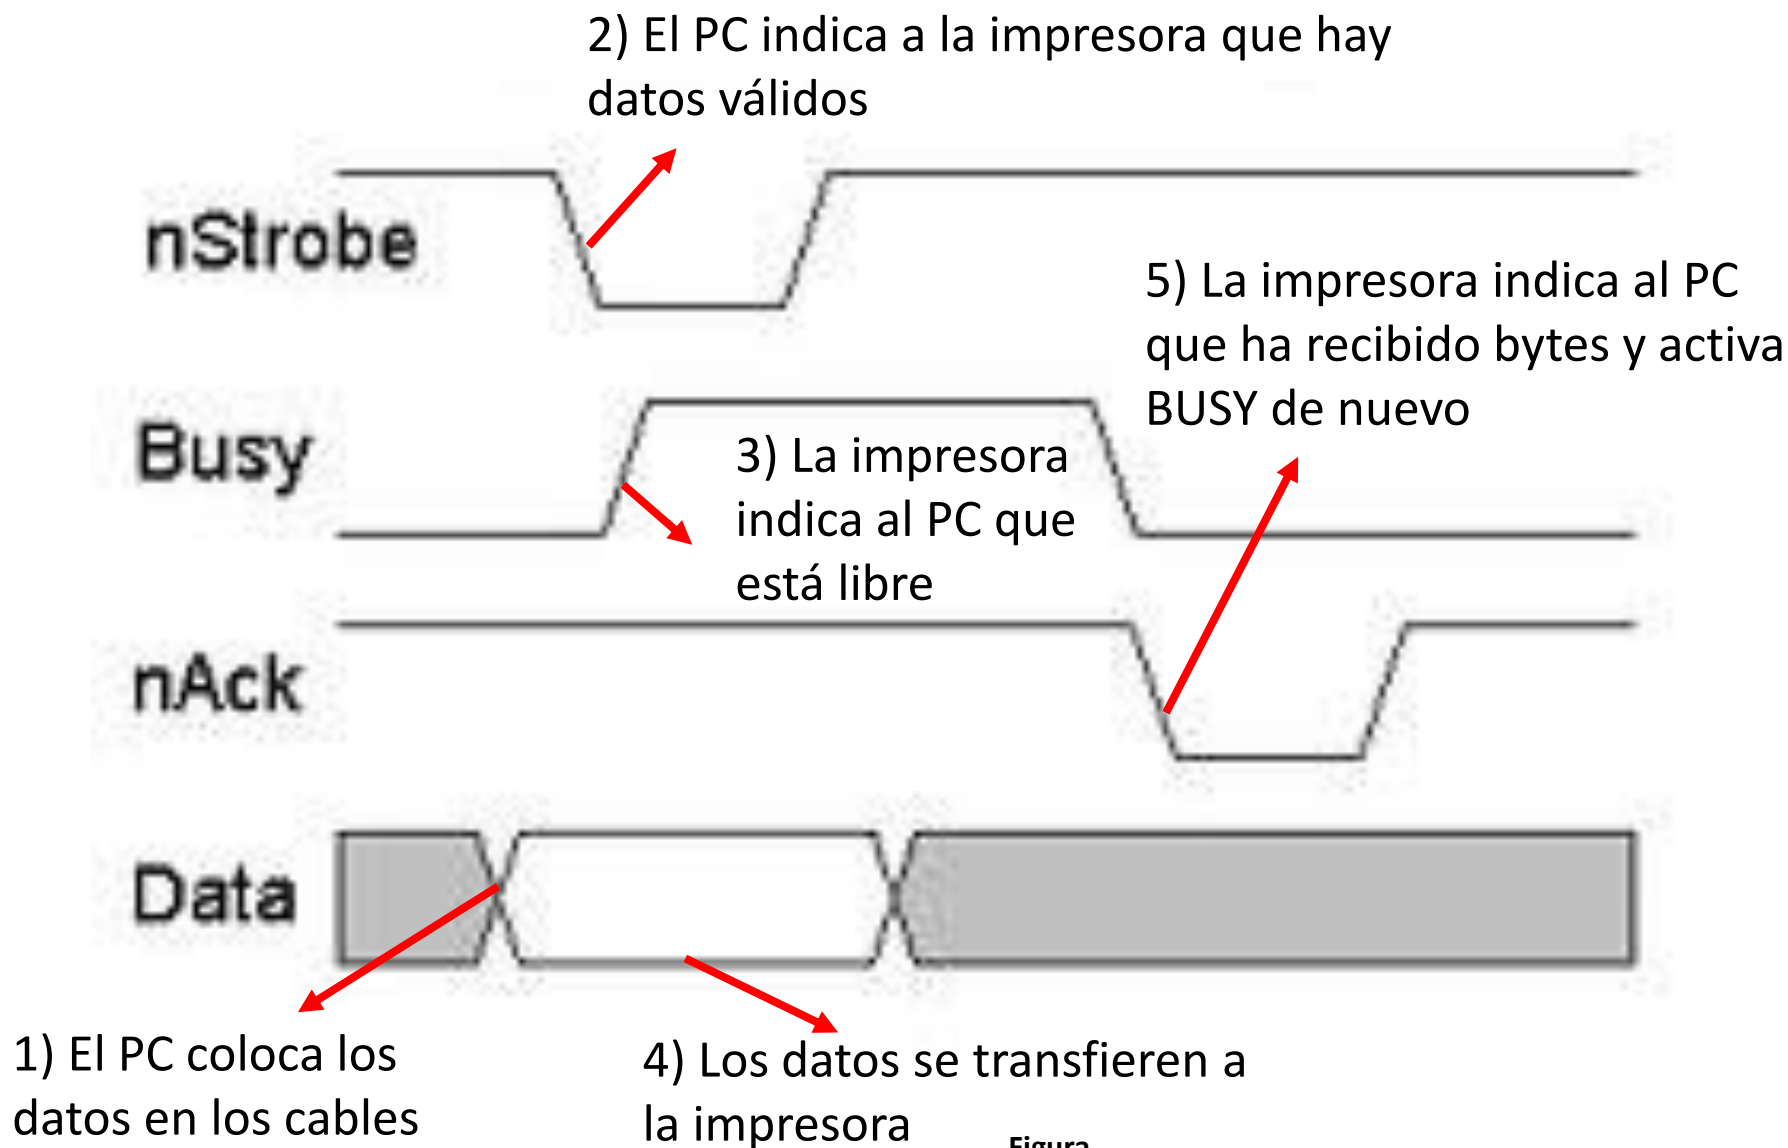 2) El PC indica a la impresora que hay
datos válidos
nStrobe
5) La impresora indica al PC
que ha recibido bytes y activa
BUSY de nuevo
Busy
3) La impresora
indica al PC que
está libre
nAck
Data
1) El PC coloca los
datos en los cables
4) Los datos se transfieren a
la impresora
Figura